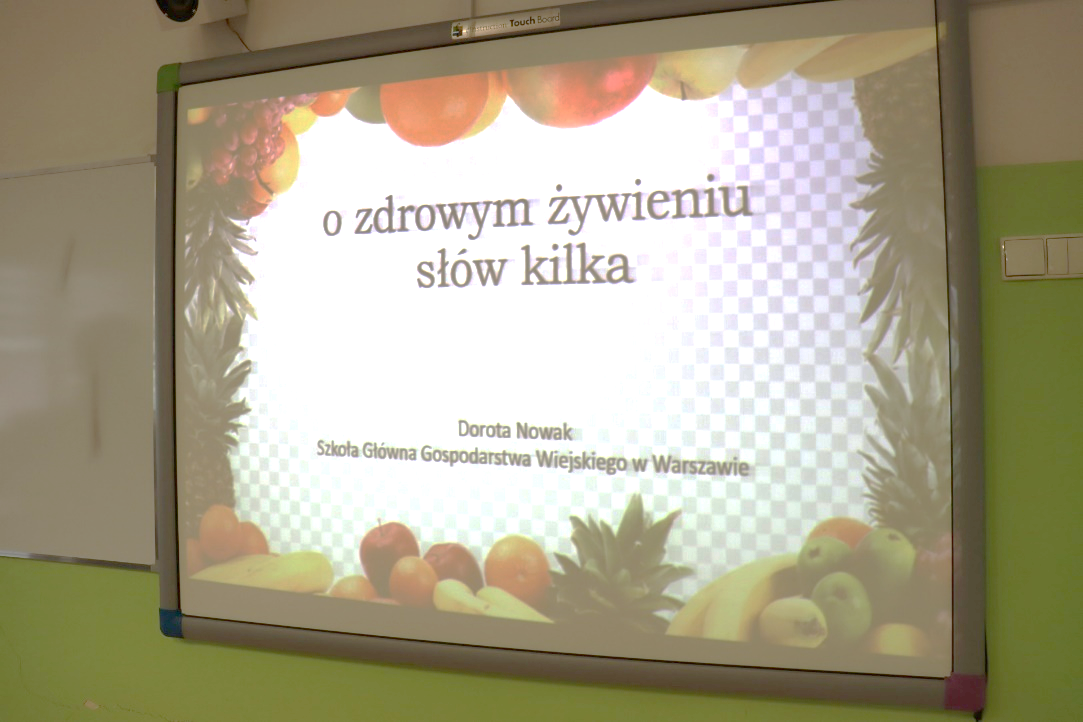 Touch Board
o zdrowym żywieniu
słów kilka
Dorota Nowak
Szkoła Główna Gospodarstwa Wiejskiego w Warszawie